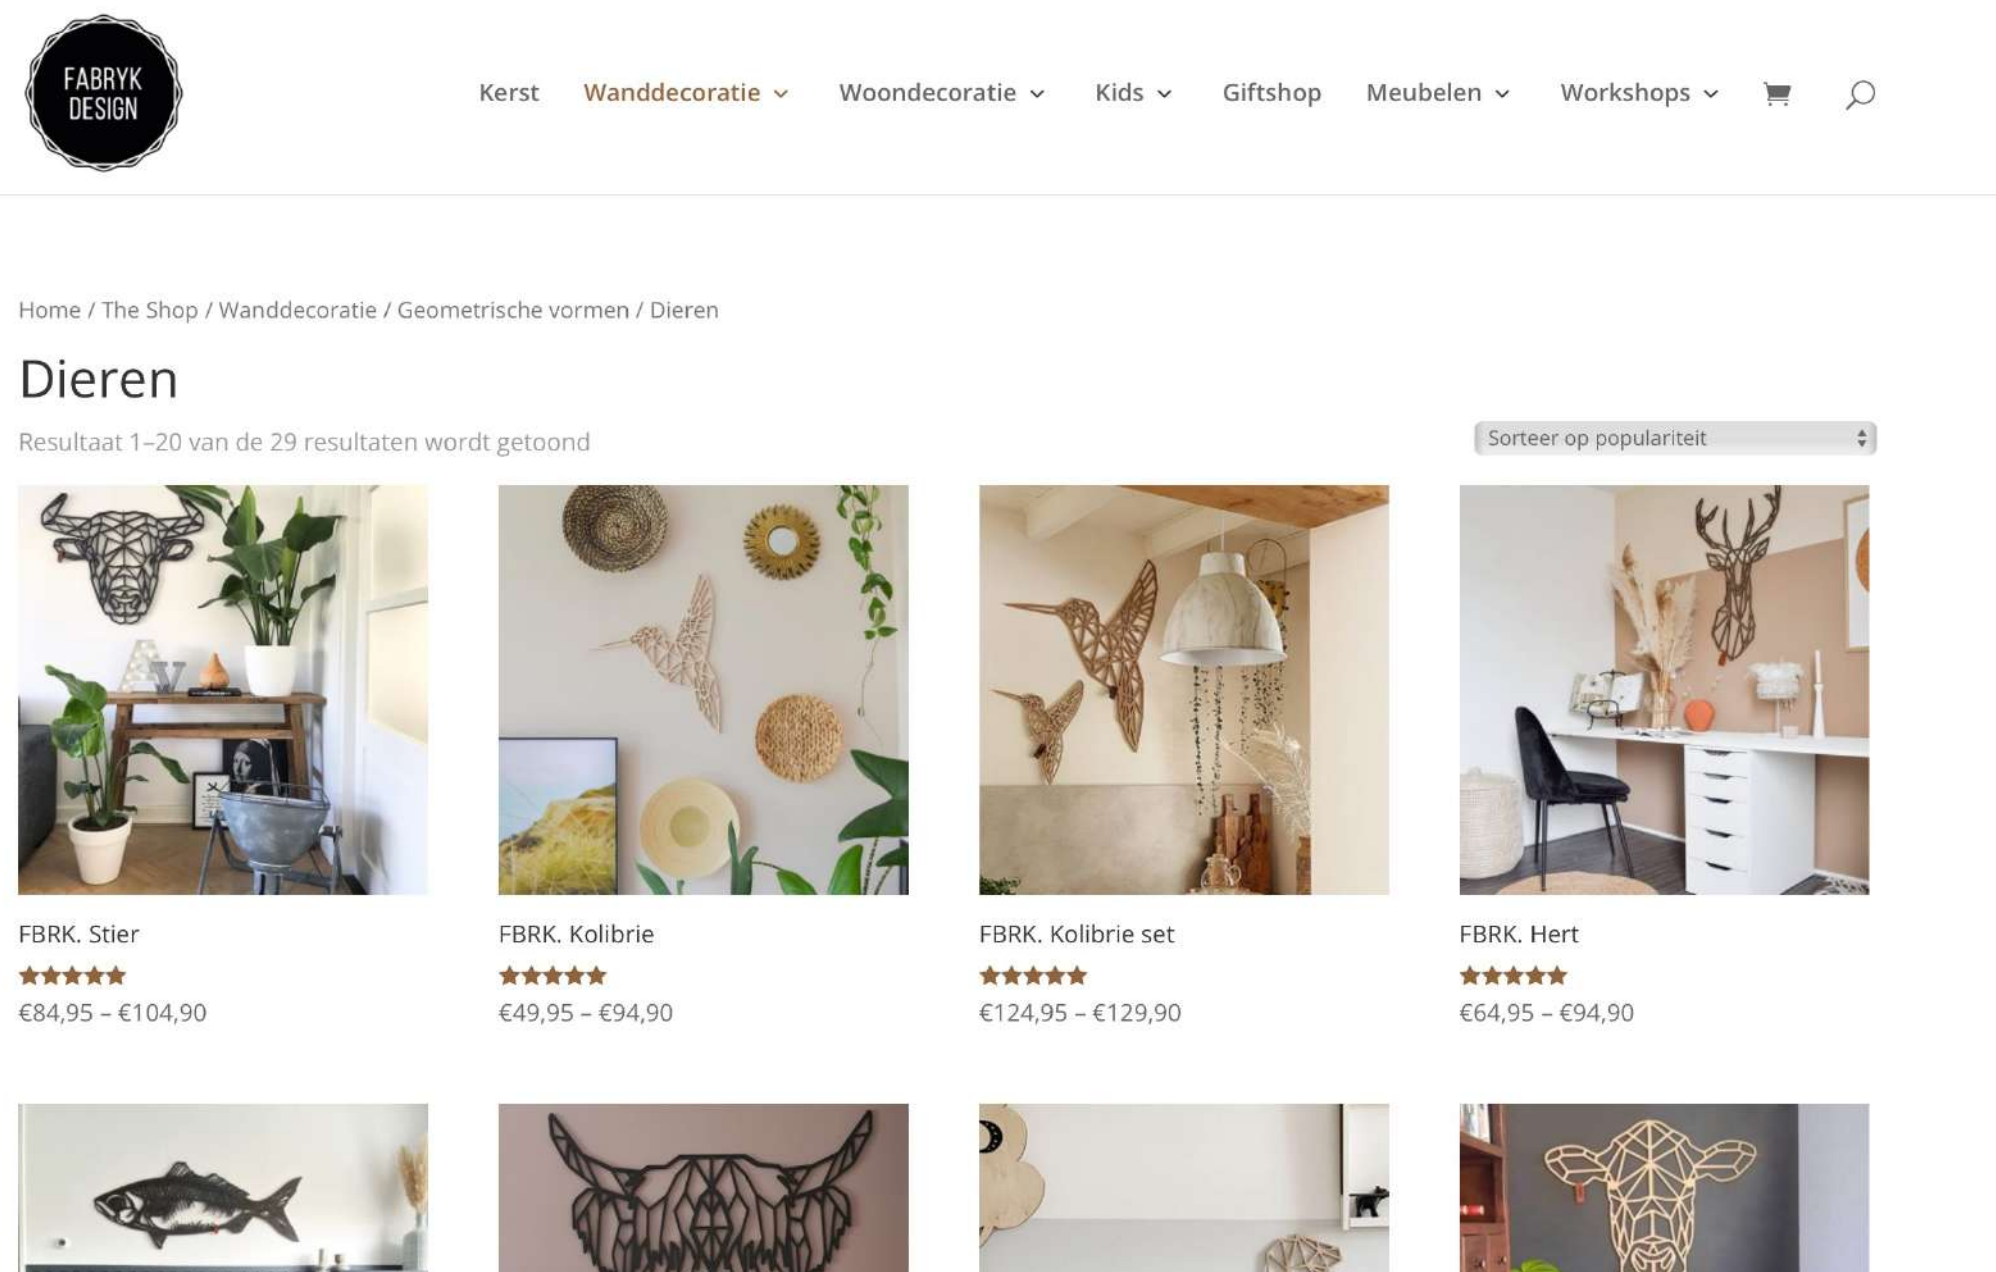 FABRYK
DESIGN
Kerst
Wanddecoratie
Woondecoratie
Kids
Giftshop
Meubelen
Workshops
Home / The Shop / Wanddecoratie / Geometrische vormen / Dieren
Dieren
Resultaat 1–20 van de 29 resultaten wordt getoond
Sorteer op populariteit
FBRK. Stier
€84,95 – €104,90
FBRK. Kolibrie
€49,95 – €94,90
FBRK. Kolibrie set
€124,95 – €129,90
FBRK. Hert
€64,95 – €94,90